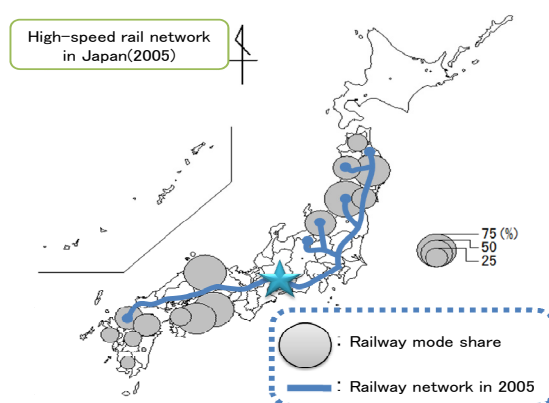 High-speed rail network
in Japan(2005)
75 (%)
50
25
: Railway mode share
: Railway network in 2005